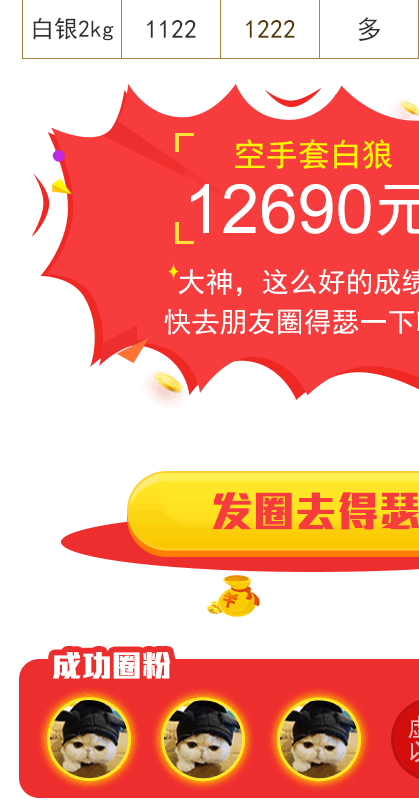 白银2kg 1122 1222 多
空手套白狼
12690元
大神，这么好的成绩
快去朋友圈得瑟一下
发圈去得瑟
成功圈粉
以